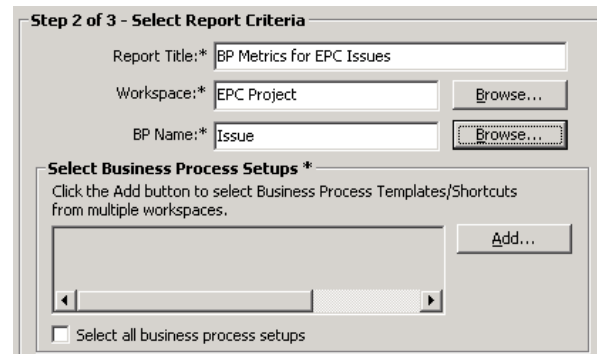 Step 2 of 3 - Select Report Criteria
Report Title:* BP Metrics for EPC Issues
Workspace:* EPC Project Browse...
BP Name:* Issue Browse...
Select Business Process Setups *
Click the Add button to select Business Process Templates/Shortcuts
from multiple workspaces.
Add...
Select all business process setups